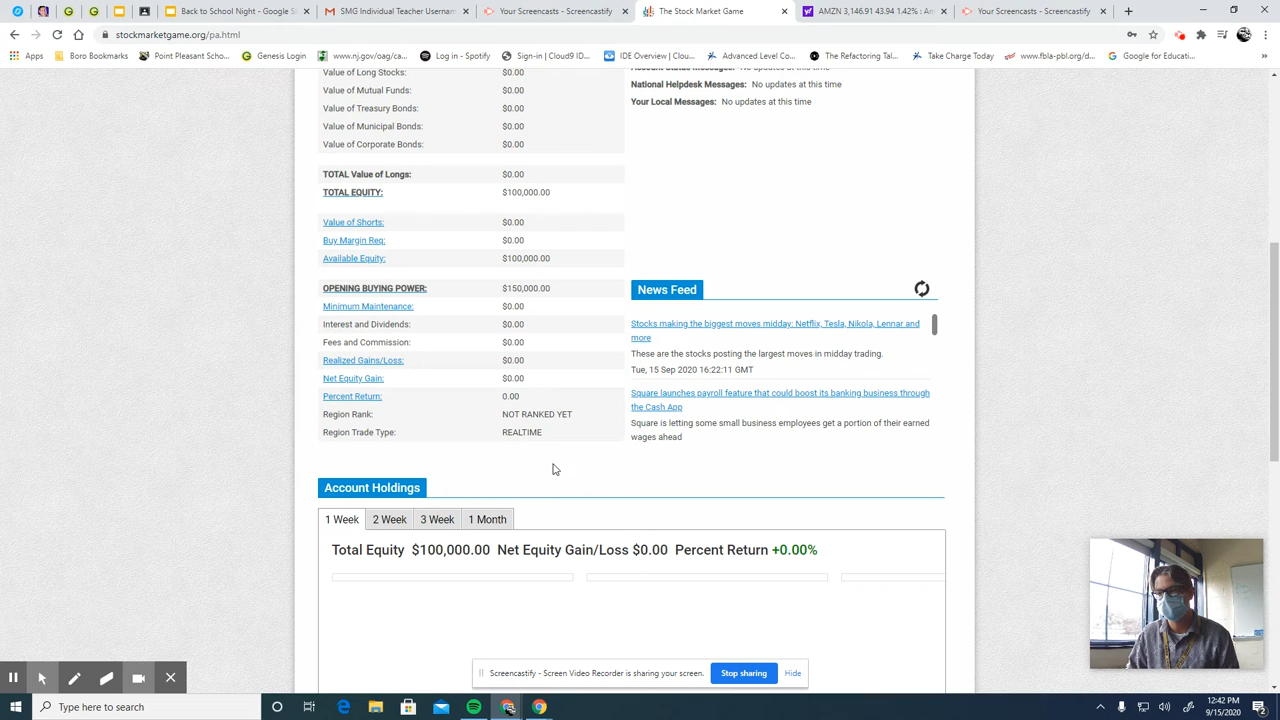 Back to School Night - Google S
SMG Individual Teacher Usernam
Your Screencasts - Screencastify
The Stock Market Game
AMZN 3,146.91 43.94 1.42% : Am
Your Screencasts - Screencastify
stockmarketgame.org/pa.html
Apps
Boro Bookmarks
Point Pleasant Schoo...
Genesis Login
www.nj.gov/oag/ca...
Log in - Spotify
Sign-in | Cloud9 ID...
IDE Overview | Clou...
Advanced Level Co...
The Refactoring Tal...
Take Charge Today
www.fbla-pbl.org/d...
Google for Educati...
Value of Long Stocks: $0.00
Value of Mutual Funds: $0.00
Value of Treasury Bonds: $0.00
Value of Municipal Bonds: $0.00
Value of Corporate Bonds: $0.00
TOTAL Value of Longs: $0.00
TOTAL EQUITY: $100,000.00
Value of Shorts: $0.00
Buy Margin Req: $0.00
Available Equity: $100,000.00
OPENING BUYING POWER: $150,000.00
Minimum Maintenance: $0.00
Interest and Dividends: $0.00
Fees and Commission: $0.00
Realized Gains/Loss: $0.00
Net Equity Gain: $0.00
Percent Return: 0.00
Region Rank: NOT RANKED YET
Region Trade Type: REALTIME
National Helpdesk Messages: No updates at this time
Your Local Messages: No updates at this time
News Feed
Stocks making the biggest moves midday: Netflix, Tesla, Nikola, Lennar and
more
These are the stocks posting the largest moves in midday trading.
Tue, 15 Sep 2020 16:22:11 GMT
Square launches payroll feature that could boost its banking business through
the Cash App
Square is letting some small business employees get a portion of their earned
wages ahead
Account Holdings
1 Week 2 Week 3 Week 1 Month
Total Equity $100,000.00 Net Equity Gain/Loss $0.00 Percent Return +0.00%
Screencastify - Screen Video Recorder is sharing your screen. Stop sharing Hide
Type here to search
12:42 PM
9/15/2020